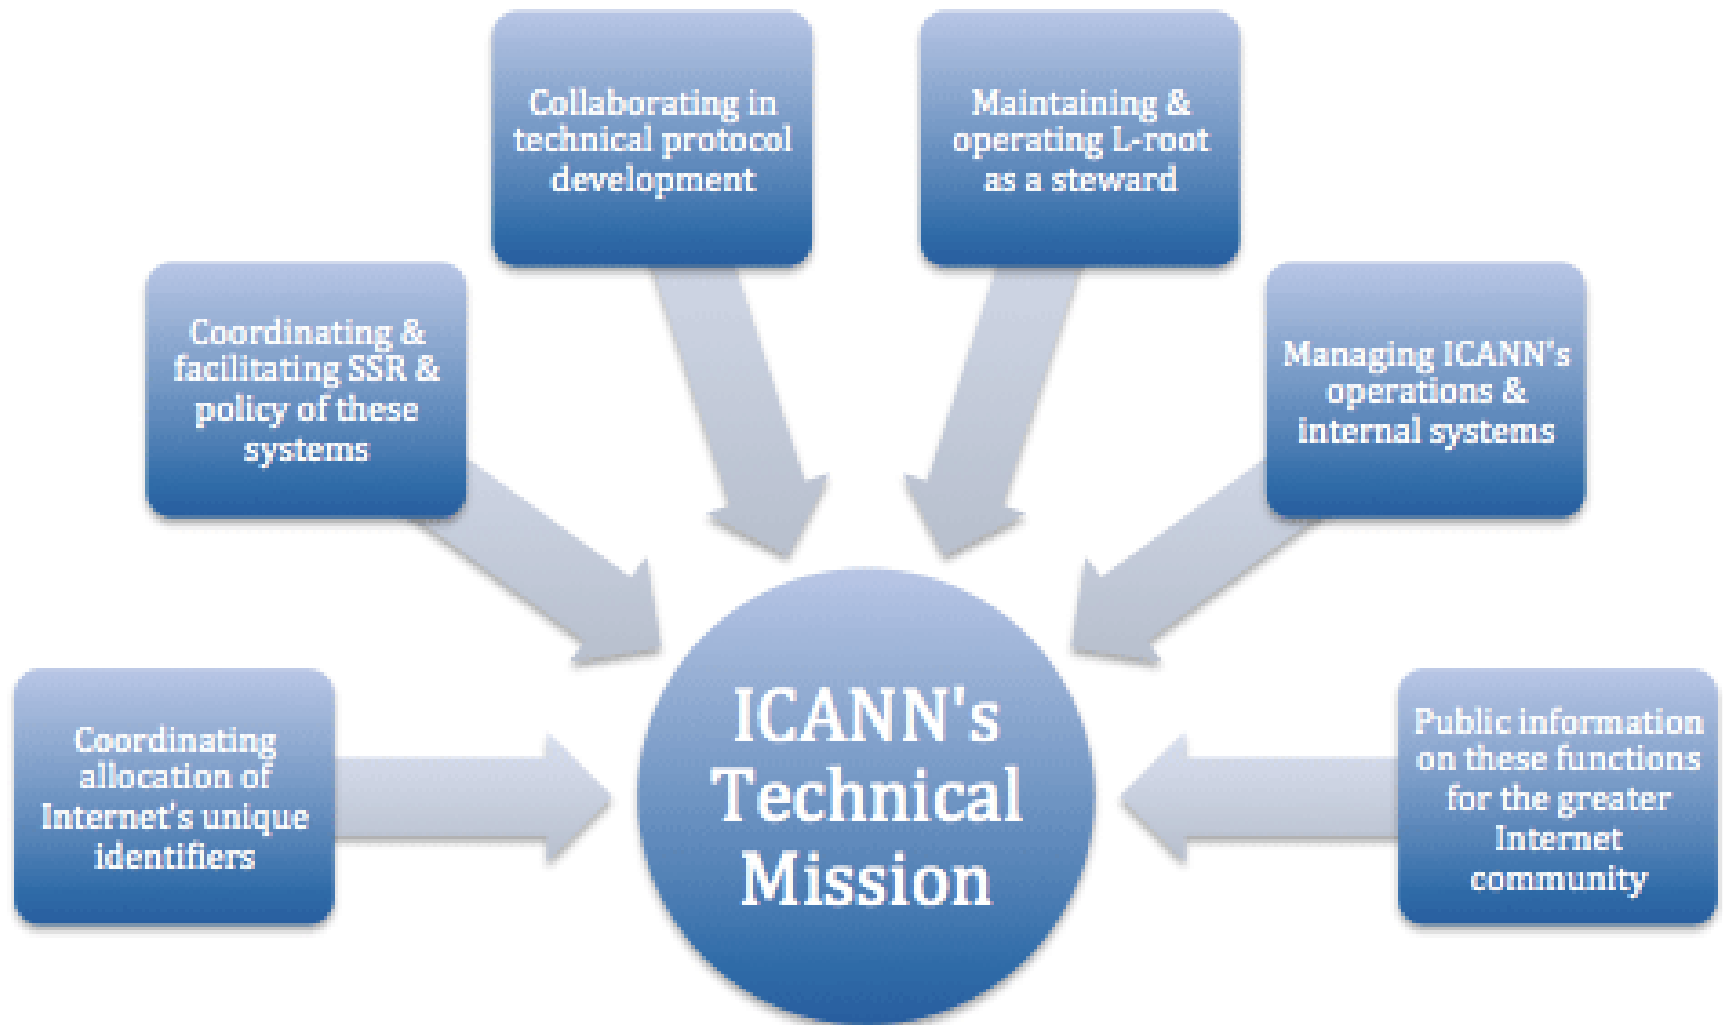 Collaborating in
technical protocol
development
Maintaining &
operating L-root
as a steward
Coordinating &
facilitating SSR &
policy of these
systems
Managing ICANN's
operations &
internal systems
Coordinating
allocation of
Internet's unique
identifiers
ICANN's
Technical
Mission
Public information
on these functions
for the greater
Internet
community